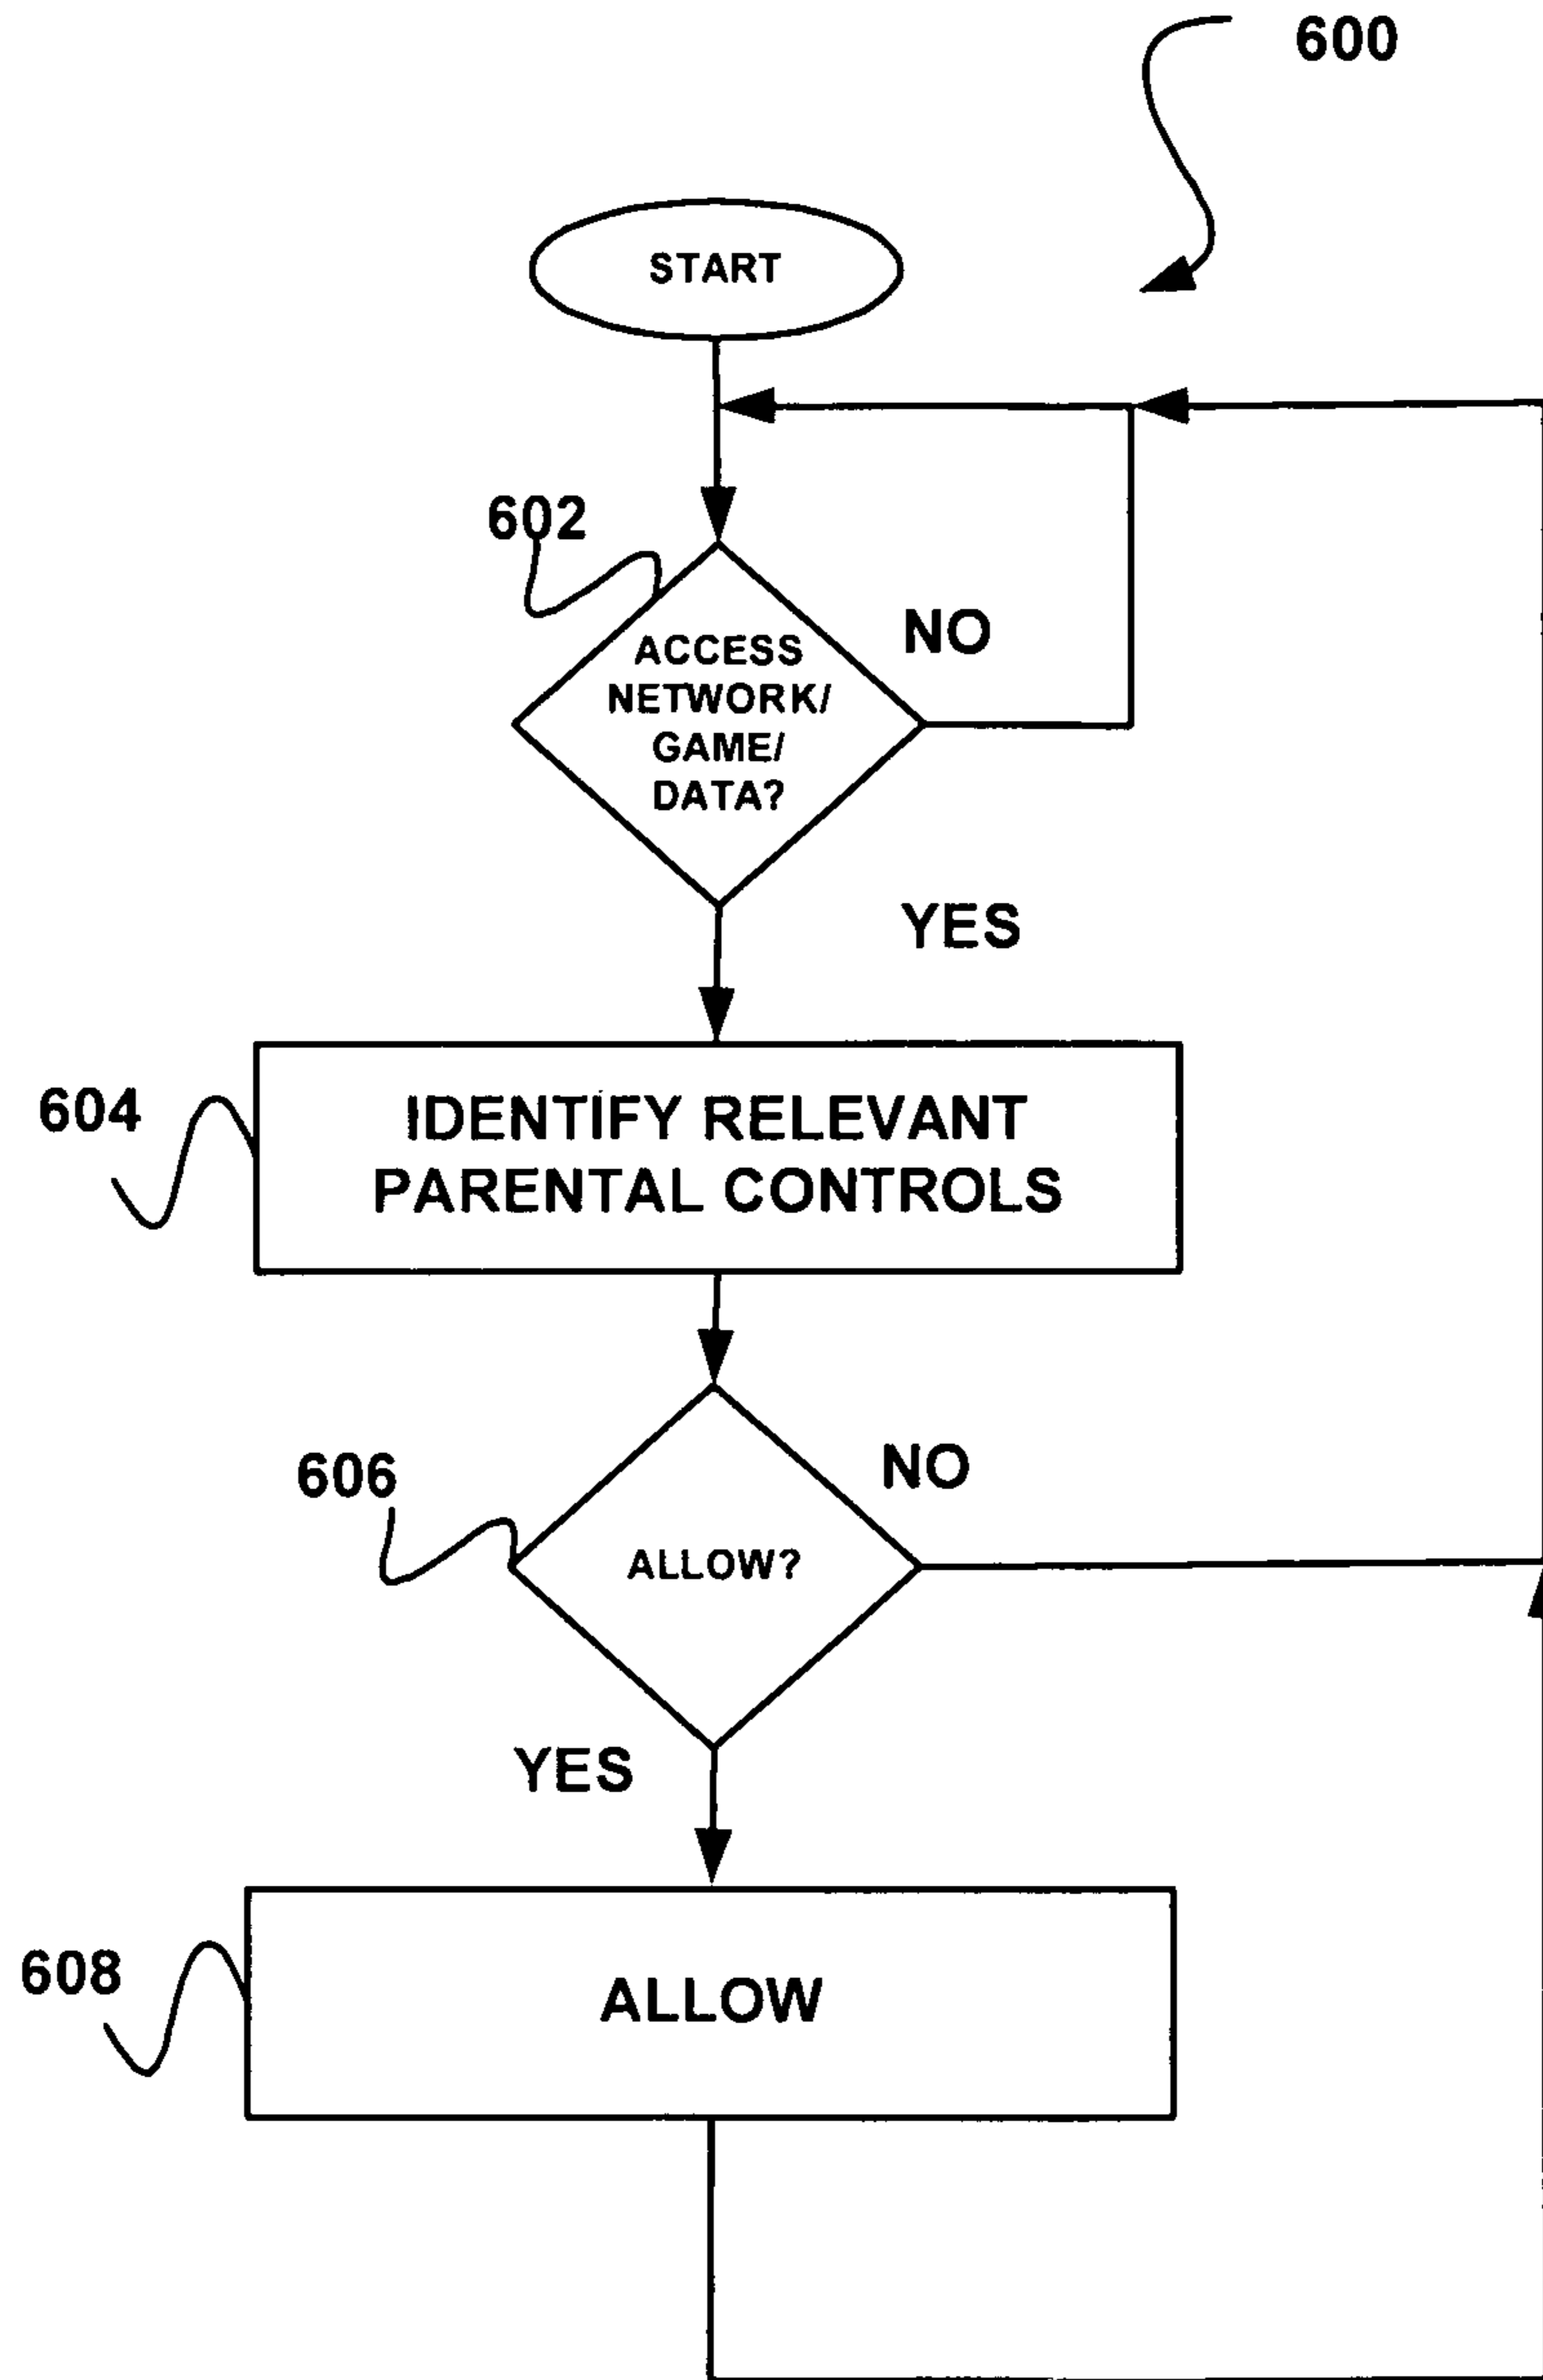 600
START
602
ACCESS
NETWORK/
GAME/
DATA?
NO
YES
604
IDENTIFY RELEVANT
PARENTAL CONTROLS
606
NO
ALLOW?
YES
608
ALLOW